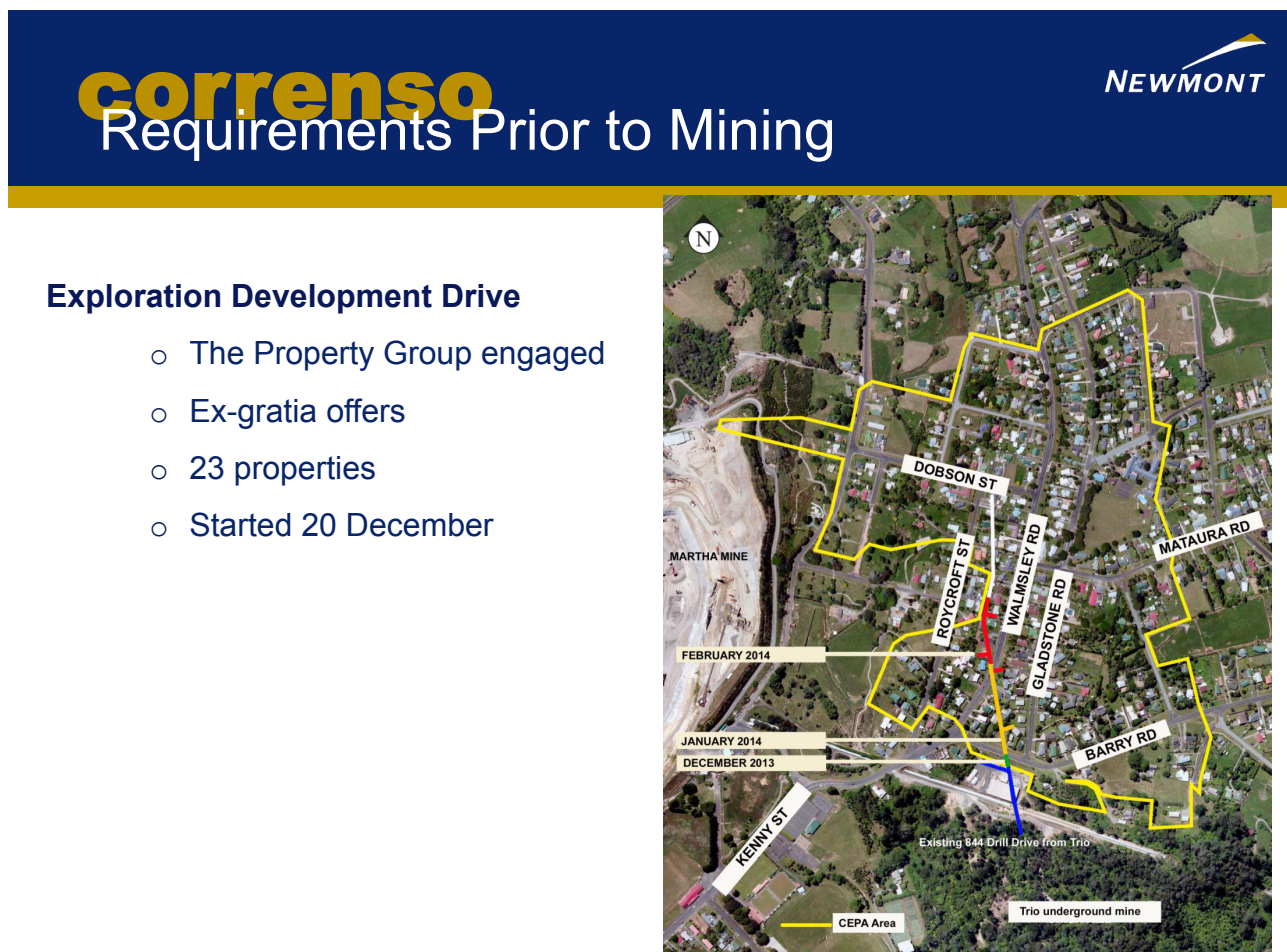 correnso
Requirements Prior to Mining
NEWMONT
Exploration Development Drive
○ The Property Group engaged
○ Ex-gratia offers
○ 23 properties
○ Started 20 December
N
DOBSON ST
MATAURA RD
MARTHA MINE
ROYCROFT ST
WALMSLEY RD
GLADSTONE RD
FEBRUARY 2014
JANUARY 2014
DECEMBER 2013
BARRY RD
KENNY ST
Existing 844 Drill Drive from Trio
Trio underground mine
CEPA Area